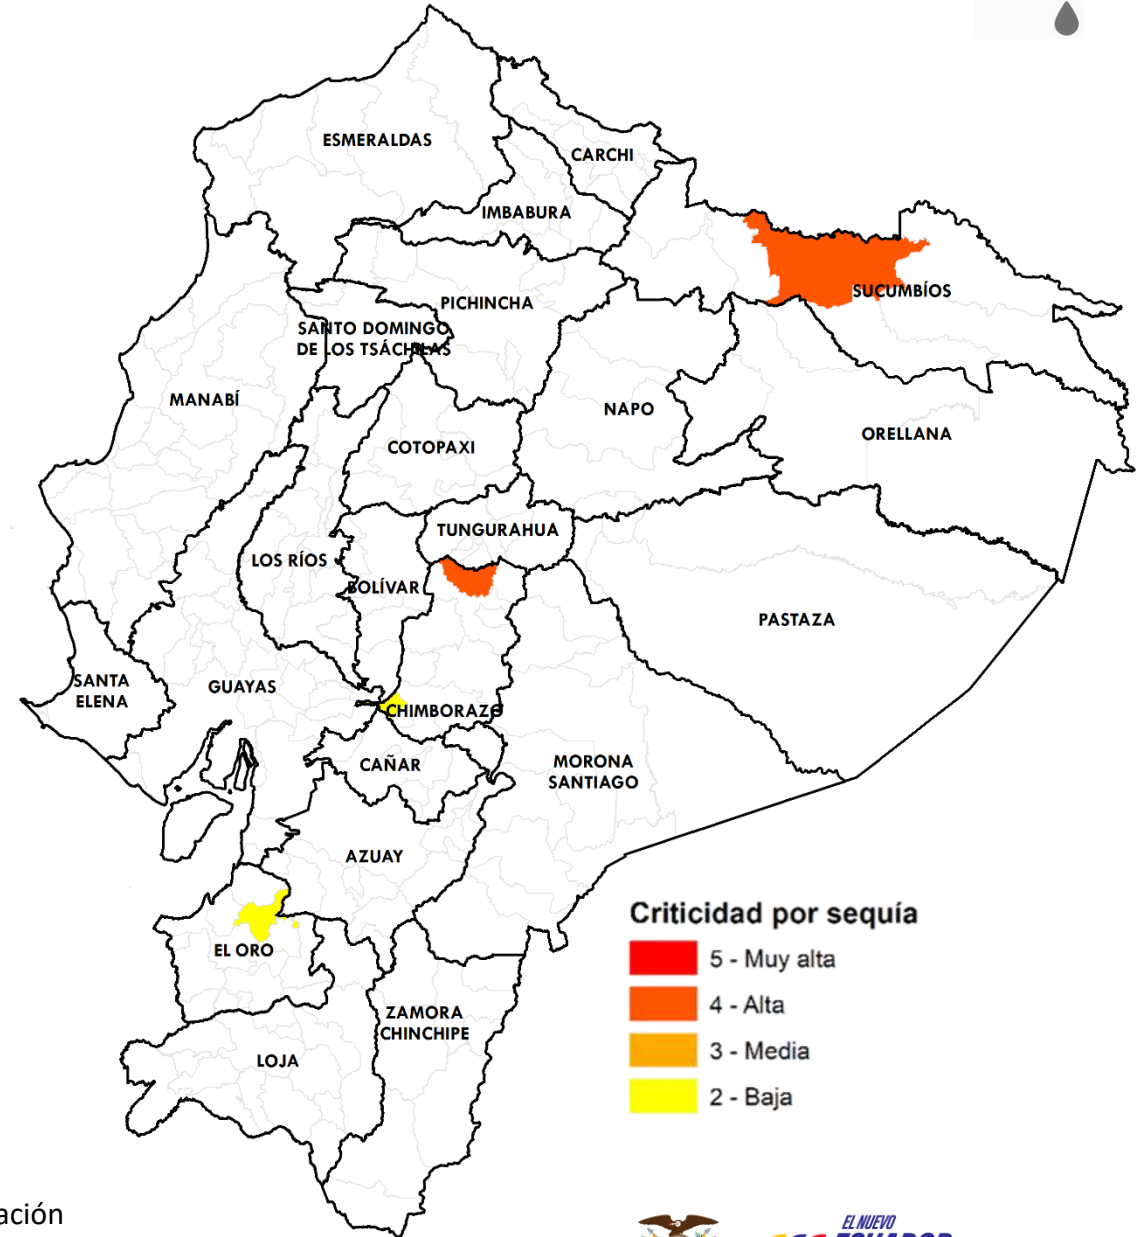 ESMERALDAS
CARCHI
IMBABURA
SUCUMBÍOS
PICHINCHA
SANTO DOMINGO
DE LOS TSÁCHILAS
MANABÍ
NAPO
ORELLANA
COTOPAXI
TUNGURAHUA
LOS RÍOS
BOLÍVAR
PASTAZA
SANTA
ELENA
GUAYAS
CHIMBORAZO
CAÑAR
MORONA
SANTIAGO
AZUAY
EL ORO
ZAMORA
CHINCHIPE
LOJA
Criticidad por sequía
5 - Muy alta
4 - Alta
3 - Media
2 - Baja
ación
EL NUEVO
ECUADOR